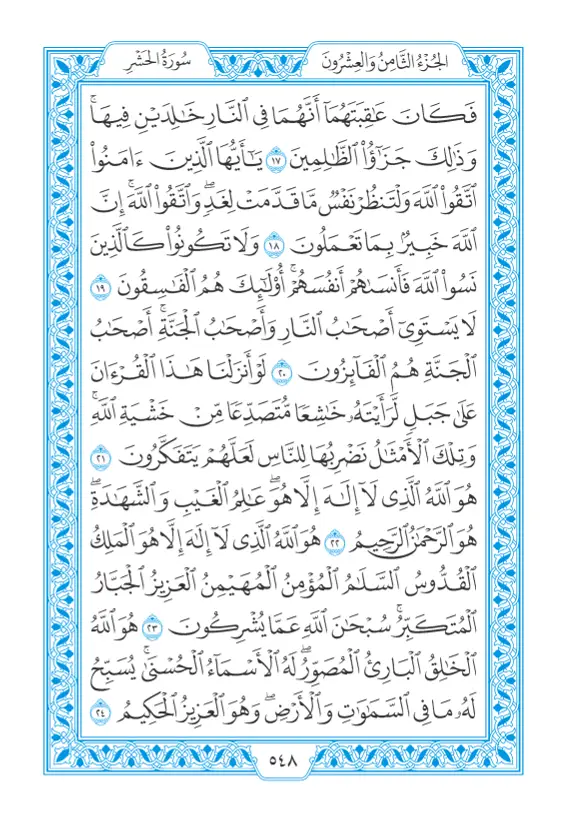 الجُزْءُ الثَّامِنُ وَالعِشْرُونَ
سُورَةُ الحَشْرِ
فَكَانَ عَٰقِبَتَهُمَآ أَنَّهُمَا فِي ٱلنَّارِ خَٰلِدَيْنِ فِيهَاۚ
وَذَٰلِكَ جَزَٰٓؤُا۟ ٱلظَّٰلِمِينَ ١٧ يَٰٓأَيُّهَا ٱلَّذِينَ ءَامَنُوا۟
ٱتَّقُوا۟ ٱللَّهَ وَلْتَنظُرْ نَفْسٌ مَّا قَدَّمَتْ لِغَدٍۖ وَٱتَّقُوا۟ ٱللَّهَۚ إِنَّ
ٱللَّهَ خَبِيرٌۢ بِمَا تَعْمَلُونَ ١٨ وَلَا تَكُونُوا۟ كَٱلَّذِينَ
نَسُوا۟ ٱللَّهَ فَأَنسَىٰهُمْ أَنفُسَهُمْۚ أُو۟لَٰٓئِكَ هُمُ ٱلْفَٰسِقُونَ ١٩
لَا يَسْتَوِىٓ أَصْحَٰبُ ٱلنَّارِ وَأَصْحَٰبُ ٱلْجَنَّةِۚ أَصْحَٰبُ
ٱلْجَنَّةِ هُمُ ٱلْفَآئِزُونَ ٢٠ لَوْ أَنزَلْنَا هَٰذَا ٱلْقُرْءَانَ
عَلَىٰ جَبَلٍ لَّرَأَيْتَهُۥ خَٰشِعًا مُّتَصَدِّعًا مِّنْ خَشْيَةِ ٱللَّهِۚ
وَتِلْكَ ٱلْأَمْثَٰلُ نَضْرِبُهَا لِلنَّاسِ لَعَلَّهُمْ يَتَفَكَّرُونَ ٢١
هُوَ ٱللَّهُ ٱلَّذِى لَآ إِلَٰهَ إِلَّا هُوَۖ عَٰلِمُ ٱلْغَيْبِ وَٱلشَّهَٰدَةِۖ
هُوَ ٱلرَّحْمَٰنُ ٱلرَّحِيمُ ٢٢ هُوَ ٱللَّهُ ٱلَّذِى لَآ إِلَٰهَ إِلَّا هُوَ ٱلْمَلِكُ
ٱلْقُدُّوسُ ٱلسَّلَٰمُ ٱلْمُؤْمِنُ ٱلْمُهَيْمِنُ ٱلْعَزِيزُ ٱلْجَبَّارُ
ٱلْمُتَكَبِّرُۚ سُبْحَٰنَ ٱللَّهِ عَمَّا يُشْرِكُونَ ٢٣ هُوَ ٱللَّهُ
ٱلْخَٰلِقُ ٱلْبَارِئُ ٱلْمُصَوِّرُۖ لَهُ ٱلْأَسْمَآءُ ٱلْحُسْنَىٰۚ يُسَبِّحُ
لَهُۥ مَا فِى ٱلسَّمَٰوَٰتِ وَٱلْأَرْضِۖ وَهُوَ ٱلْعَزِيزُ ٱلْحَكِيمُ ٢٤
٥٤٨